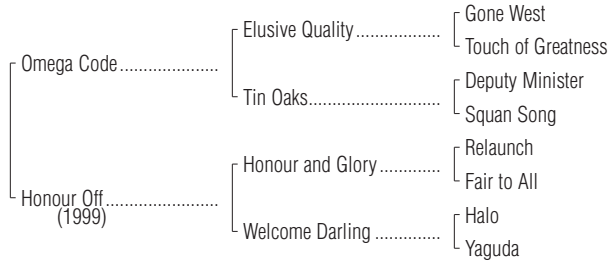 Gone West
Elusive Quality ..................
Touch of Greatness
Omega Code .....................
Deputy Minister
Tin Oaks............................
Squan Song
Relaunch
Honour and Glory .............
Fair to All
Honour Off........................
(1999)
Halo
Welcome Darling ..............
Yaguda